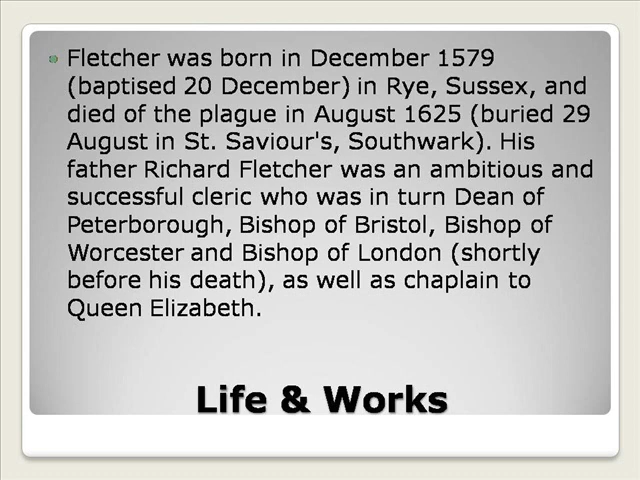 Fletcher was born in December 1579
(baptised 20 December) in Rye, Sussex, and
died of the plague in August 1625 (buried 29
August in St. Saviour's, Southwark). His
father Richard Fletcher was an ambitious and
successful cleric who was in turn Dean of
Peterborough, Bishop of Bristol, Bishop of
Worcester and Bishop of London (shortly
before his death), as well as chaplain to
Queen Elizabeth.
Life & Works